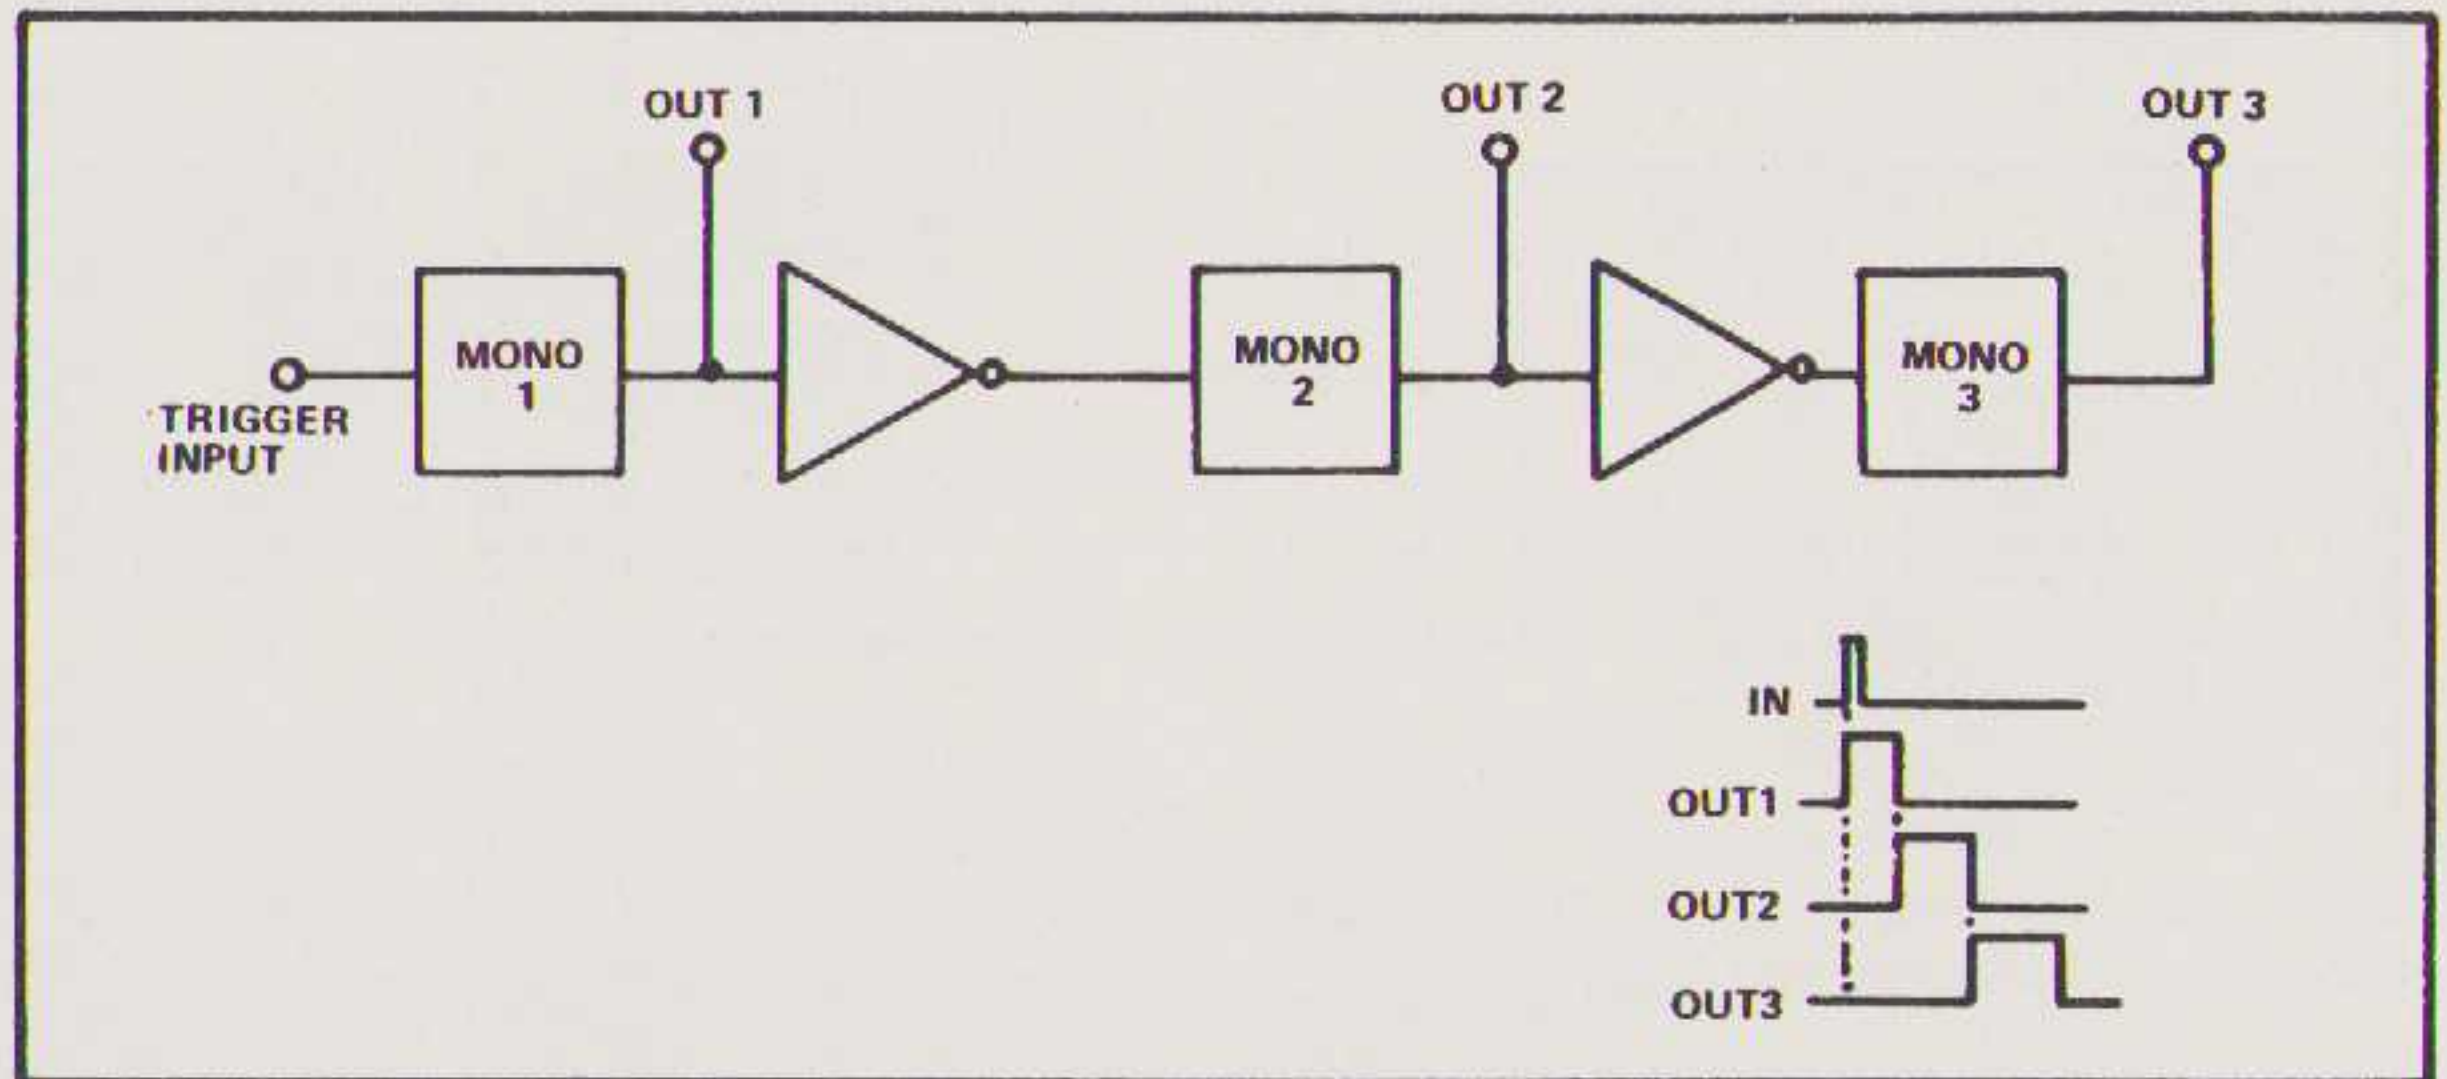 OUT 1
OUT 2
OUT 3
MONO
1
MONO
2
MONO
3
TRIGGER
INPUT
IN
OUT1
OUT2
OUT3